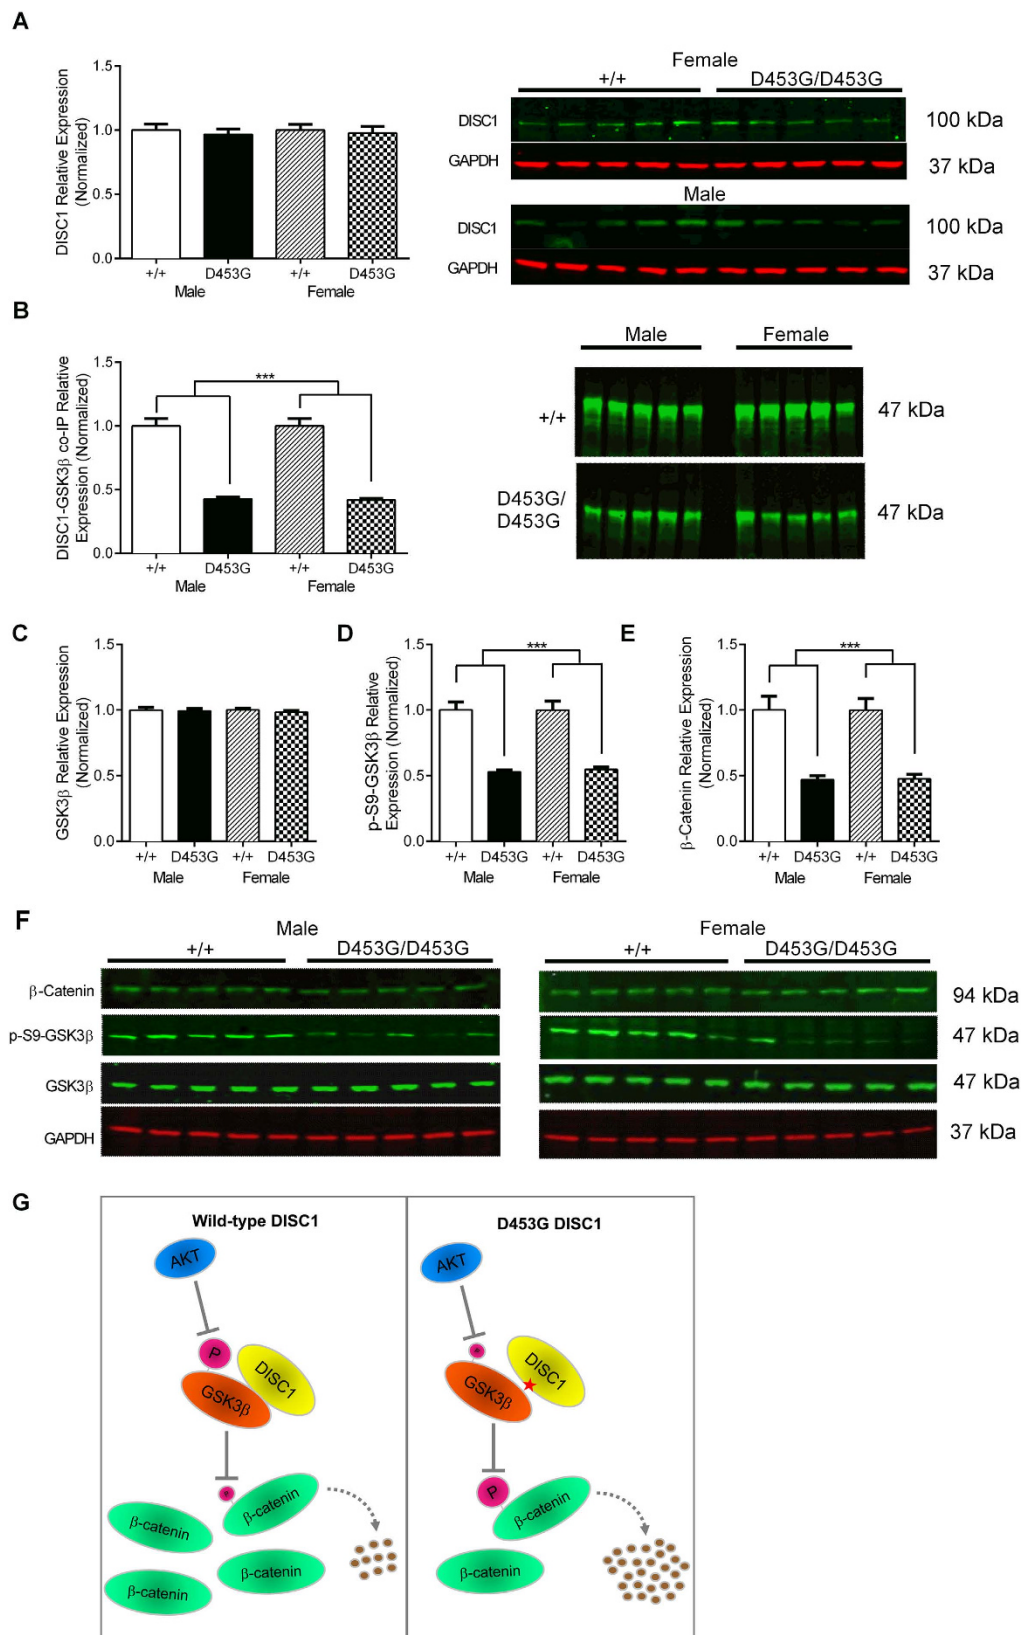 A
DISC1 Relative Expression
(Normalized)
1.5
1.0
0.5
0.0
+/+
D453G
+/+
D453G
Male
Female
Female
+/+
D453G/D453G
DISC1
100 kDa
GAPDH
37 kDa
Male
DISC1
100 kDa
GAPDH
37 kDa
B
DISC1-GSK3β co-IP Relative
Expression (Normalized)
1.5
1.0
0.5
0.0
***
+/+
D453G
+/+
D453G
Male
Female
Male
Female
+/+
47 kDa
D453G/
D453G
47 kDa
C
GSK3β Relative Expression
(Normalized)
1.5
1.0
0.5
0.0
+/+
D453G
+/+
D453G
Male
Female
D
p-S9-GSK3β Relative
Expression (Normalized)
1.5
1.0
0.5
0.0
***
+/+
D453G
+/+
D453G
Male
Female
E
β-Catenin Relative Expression
(Normalized)
1.5
1.0
0.5
0.0
***
+/+
D453G
+/+
D453G
Male
Female
F
Male
+/+
D453G/D453G
Female
+/+
D453G/D453G
β-Catenin
94 kDa
p-S9-GSK3β
47 kDa
GSK3β
47 kDa
GAPDH
37 kDa
G
Wild-type DISC1
AKT
P
DISC1
GSK3β
β-catenin
β-catenin
β-catenin
β-catenin
D453G DISC1
AKT
DISC1
GSK3β
P
β-catenin
β-catenin